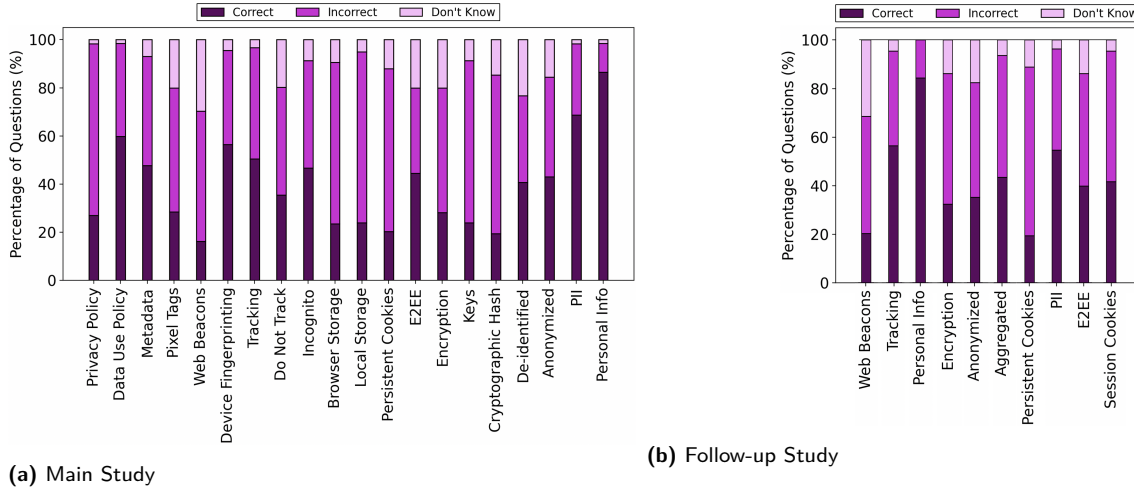 Correct Incorrect Don't Know
Percentage of Questions (%)
100
80
60
40
20
0
Privacy Policy
Data Use Policy
Metadata
Pixel Tags
Web Beacons
Device Fingerprinting
Tracking
Do Not Track
Incognito
Browser Storage
Local Storage
Persistent Cookies
E2EE
Encryption
Keys
Cryptographic Hash
De-identified
Anonymized
PII
Personal Info
(a) Main Study
Correct Incorrect Don't Know
Percentage of Questions (%)
100
80
60
40
20
0
Web Beacons
Tracking
Personal Info
Encryption
Anonymized
Aggregated
Persistent Cookies
PII
E2EE
Session Cookies
(b) Follow-up Study